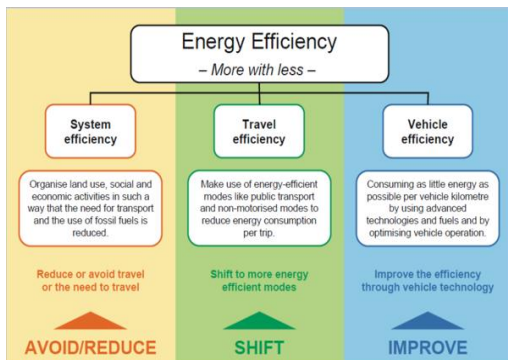 Energy Efficiency
– More with less –
System
efficiency
Travel
efficiency
Vehicle
efficiency
Organise land use, social and
economic activities in such a
way that the need for transport
and the use of fossil fuels is
reduced.
Make use of energy-efficient
modes like public transport
and non-motorised modes to
reduce energy consumption
per trip.
Consuming as little energy as
possible per vehicle kilometre
by using advanced
technologies and fuels and by
optimising vehicle operation.
Reduce or avoid travel
or the need to travel
Shift to more energy
efficient modes
Improve the efficiency
through vehicle technology
AVOID/REDUCE
SHIFT
IMPROVE